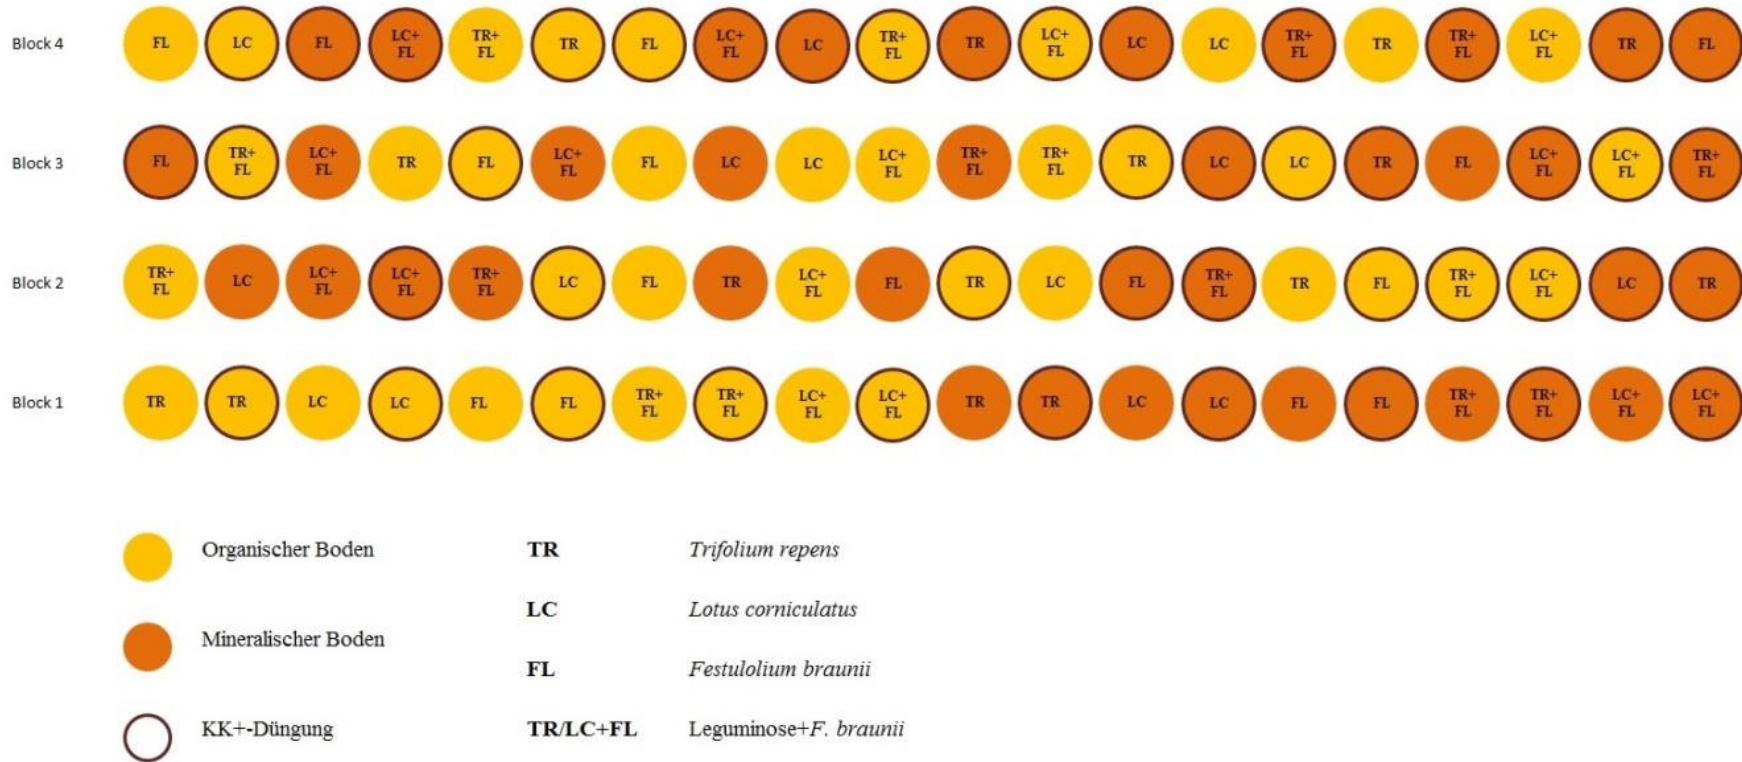 Block 4 FL LC FL LC+ FL TR+ FL TR FL LC+ FL LC TR+ FL TR LC+ FL LC LC TR+ FL TR TR+ FL LC+ FL TR FL
Block 3 FL TR+ FL LC+ FL TR FL LC+ FL FL LC LC LC+ FL TR+ FL TR+ FL TR LC LC TR FL LC+ FL LC+ FL TR+ FL
Block 2 TR+ FL LC LC+ FL LC+ FL TR+ FL LC FL TR LC+ FL FL TR LC FL TR+ FL TR FL TR+ FL LC+ FL LC TR
Block 1 TR TR LC LC FL FL TR+ FL TR+ FL LC+ FL LC+ FL TR TR LC LC FL FL TR+ FL TR+ FL LC+ FL LC+ FL
Organischer Boden TR Trifolium repens
LC Lotus corniculatus
Mineralischer Boden
FL Festulolium braunii
KK+-Düngung TR/LC+FL Leguminose+F. braunii